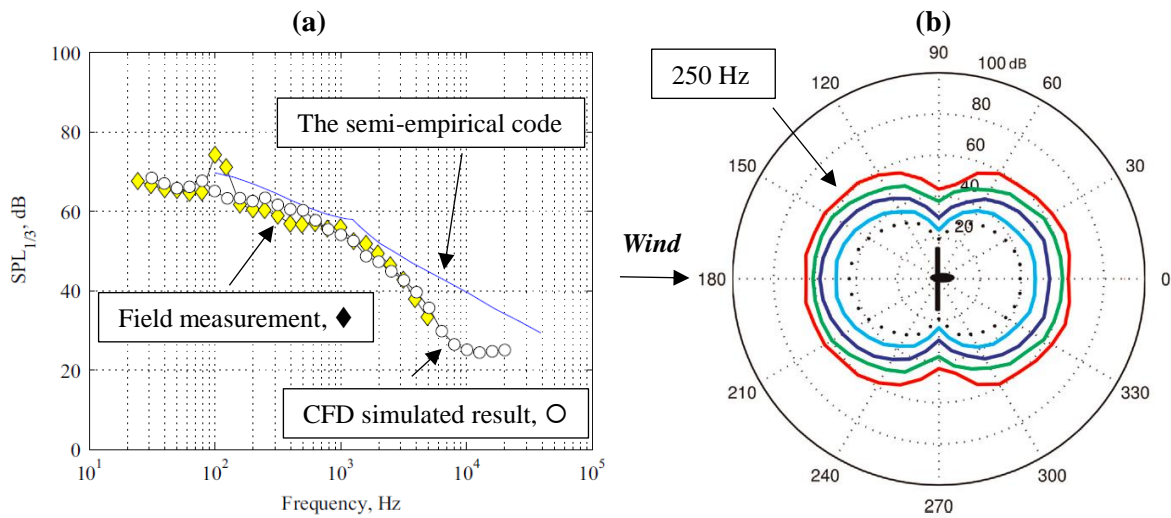 (a)
100
80
60
40
20
0
10¹
10²
10³
10⁴
10⁵
SPL₁/₃, dB
Frequency, Hz
The semi-empirical code
Field measurement, ♦
CFD simulated result, ○
(b)
250 Hz
Wind
90
100 dB
60
120
80
60
150
30
40
20
180
0
210
330
240
300
270